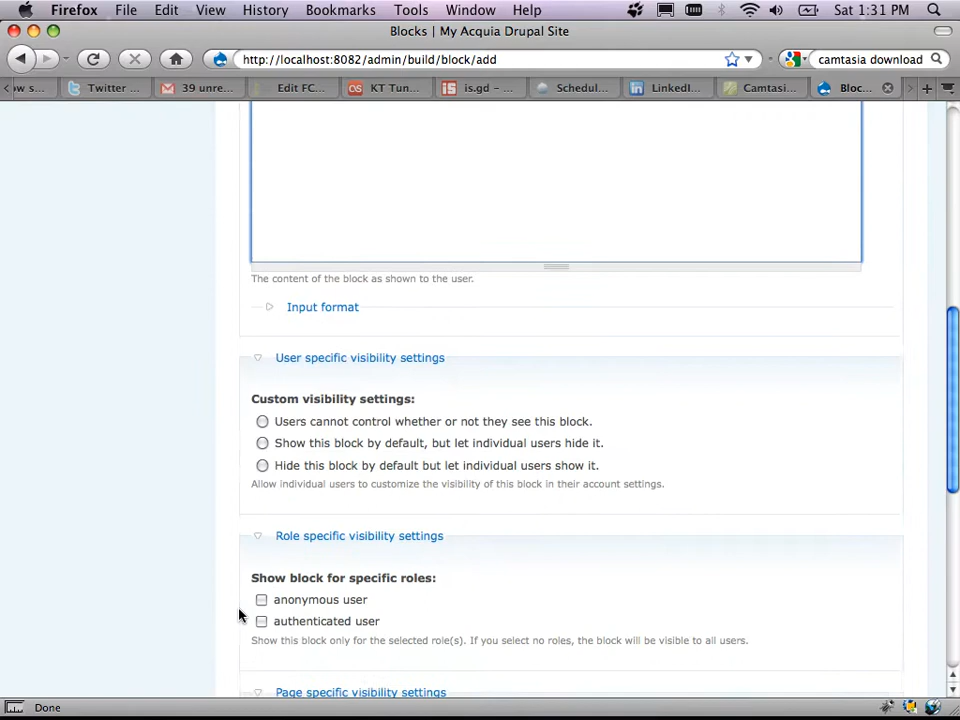 Firefox File Edit View History Bookmarks Tools Window Help Sat 1:31 PM
Blocks | My Acquia Drupal Site
http://localhost:8082/admin/build/block/add camtasia download
ow s... Twitter ... 39 unre... Edit FC... KT Tun... is.gd - ... Schedul... LinkedI... Camtasi... Bloc...
The content of the block as shown to the user.
Input format
User specific visibility settings
Custom visibility settings:
Users cannot control whether or not they see this block.
Show this block by default, but let individual users hide it.
Hide this block by default but let individual users show it.
Allow individual users to customize the visibility of this block in their account settings.
Role specific visibility settings
Show block for specific roles:
anonymous user
authenticated user
Show this block only for the selected role(s). If you select no roles, the block will be visible to all users.
Page specific visibility settings
Done